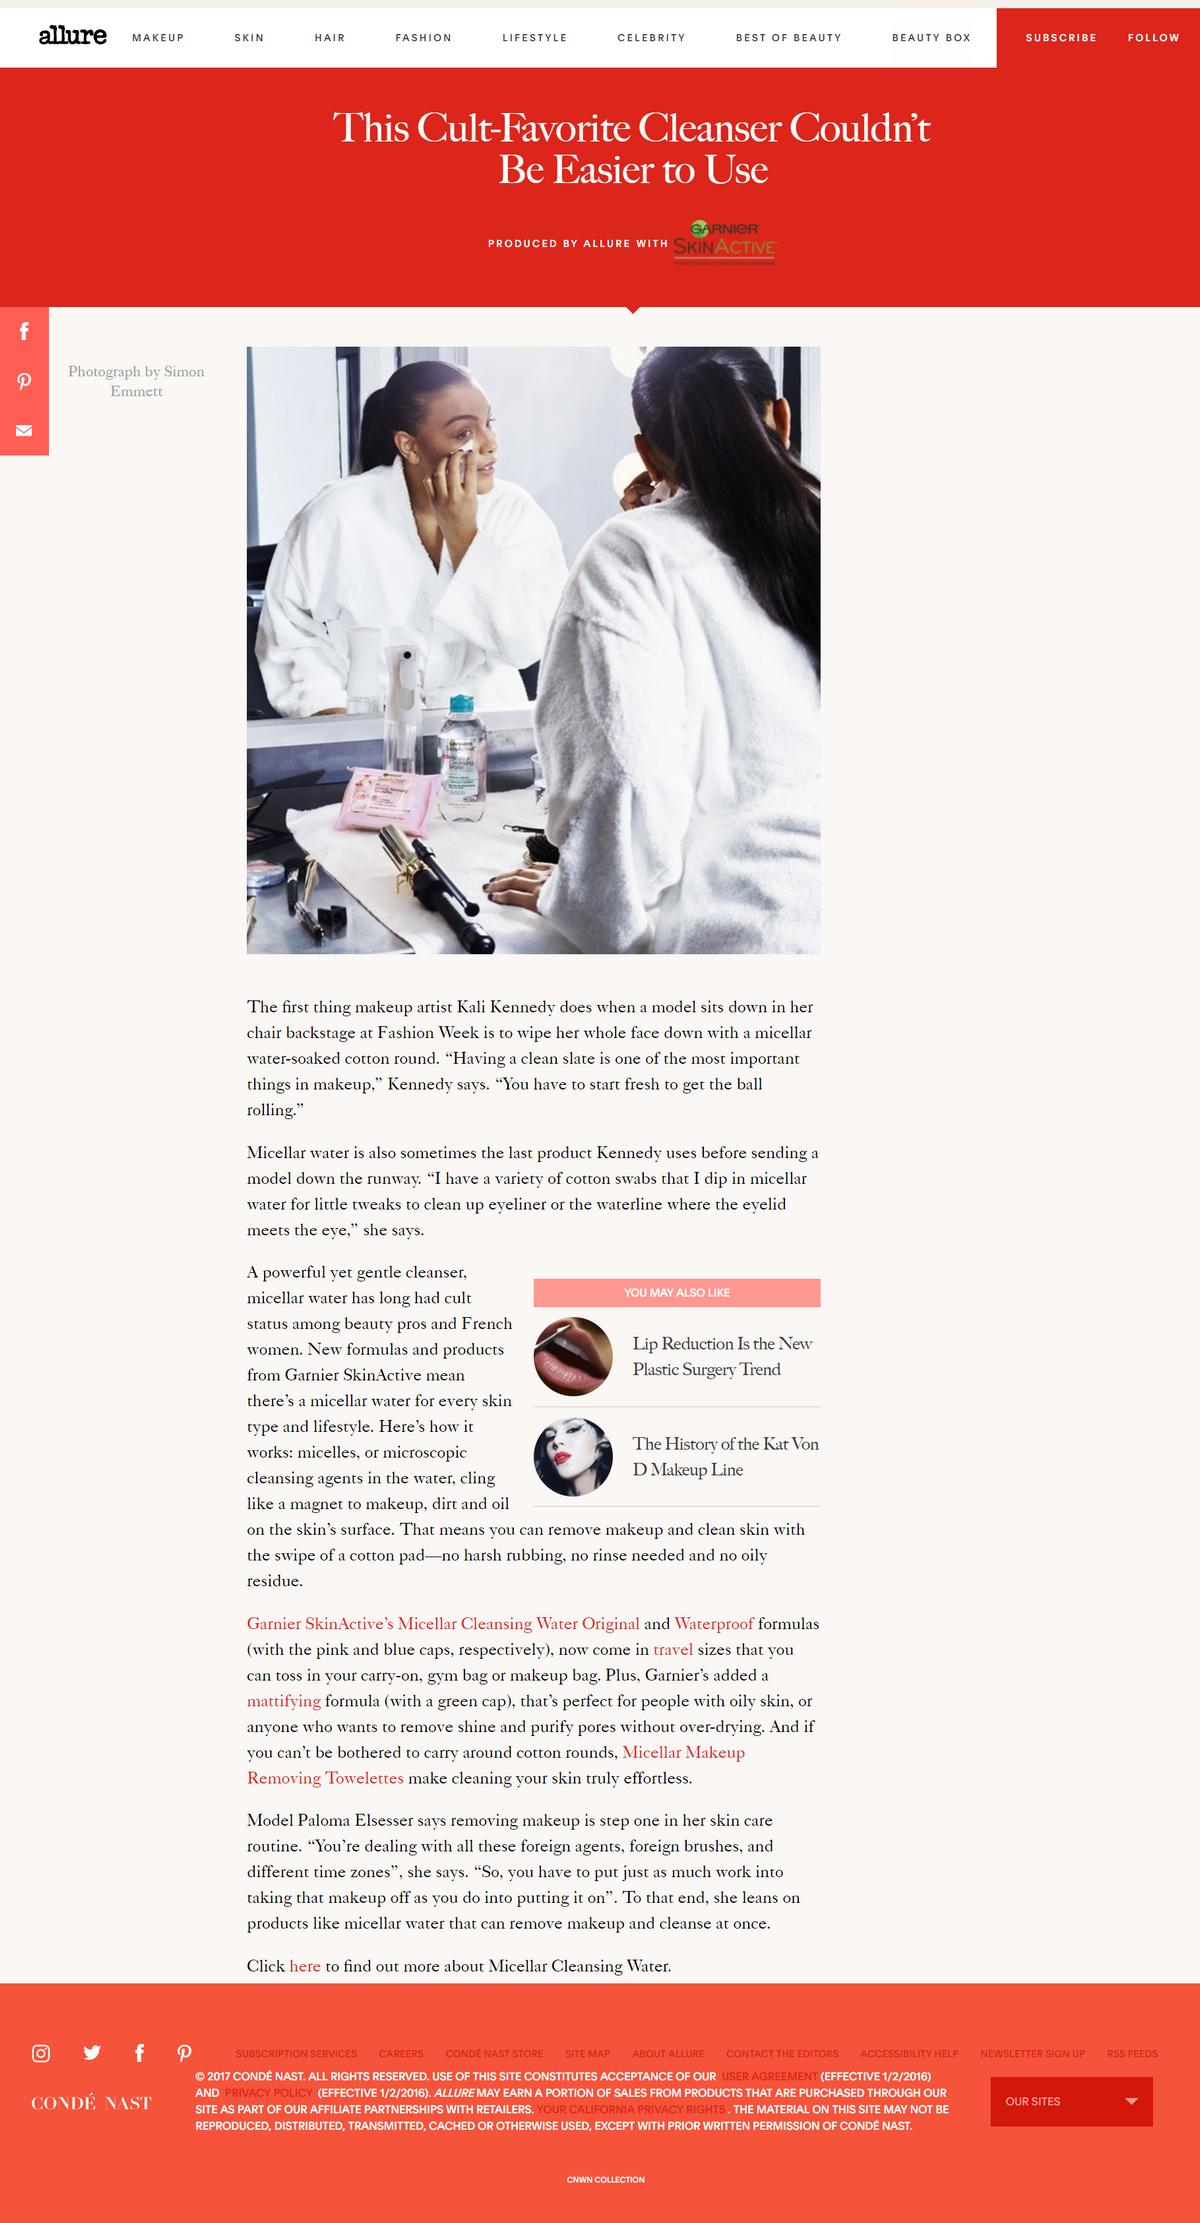 allure
MAKEUP SKIN HAIR FASHION LIFESTYLE CELEBRITY BEST OF BEAUTY BEAUTY BOX SUBSCRIBE FOLLOW
This Cult-Favorite Cleanser Couldn’t
Be Easier to Use
PRODUCED BY ALLURE WITH
GARNIER
SKINACTIVE
Photograph by Simon
Emmett
The first thing makeup artist Kali Kennedy does when a model sits down in her
chair backstage at Fashion Week is to wipe her whole face down with a micellar
water-soaked cotton round. “Having a clean slate is one of the most important
things in makeup,” Kennedy says. “You have to start fresh to get the ball
rolling.”
Micellar water is also sometimes the last product Kennedy uses before sending a
model down the runway. “I have a variety of cotton swabs that I dip in micellar
water for little tweaks to clean up eyeliner or the waterline where the eyelid
meets the eye,” she says.
A powerful yet gentle cleanser,
micellar water has long had cult
status among beauty pros and French
women. New formulas and products
from Garnier SkinActive mean
there’s a micellar water for every skin
type and lifestyle. Here’s how it
works: micelles, or microscopic
cleansing agents in the water, cling
like a magnet to makeup, dirt and oil
on the skin’s surface. That means you can remove makeup and clean skin with
the swipe of a cotton pad—no harsh rubbing, no rinse needed and no oily
residue.
YOU MAY ALSO LIKE
Lip Reduction Is the New
Plastic Surgery Trend
The History of the Kat Von
D Makeup Line
Garnier SkinActive’s Micellar Cleansing Water Original and Waterproof formulas
(with the pink and blue caps, respectively), now come in travel sizes that you
can toss in your carry-on, gym bag or makeup bag. Plus, Garnier’s added a
mattifying formula (with a green cap), that’s perfect for people with oily skin, or
anyone who wants to remove shine and purify pores without over-drying. And if
you can’t be bothered to carry around cotton rounds, Micellar Makeup
Removing Towelettes make cleaning your skin truly effortless.
Model Paloma Elsesser says removing makeup is step one in her skin care
routine. “You’re dealing with all these foreign agents, foreign brushes, and
different time zones”, she says. “So, you have to put just as much work into
taking that makeup off as you do into putting it on”. To that end, she leans on
products like micellar water that can remove makeup and cleanse at once.
Click here to find out more about Micellar Cleansing Water.
SUBSCRIPTION SERVICES CAREERS CONDÉ NAST STORE SITE MAP ABOUT ALLURE CONTACT THE EDITORS ACCESSIBILITY HELP NEWSLETTER SIGN UP RSS FEEDS
CONDÉ NAST
© 2017 CONDÉ NAST. ALL RIGHTS RESERVED. USE OF THIS SITE CONSTITUTES ACCEPTANCE OF OUR USER AGREEMENT (EFFECTIVE 1/2/2016)
AND PRIVACY POLICY (EFFECTIVE 1/2/2016). ALLURE MAY EARN A PORTION OF SALES FROM PRODUCTS THAT ARE PURCHASED THROUGH OUR
SITE AS PART OF OUR AFFILIATE PARTNERSHIPS WITH RETAILERS. YOUR CALIFORNIA PRIVACY RIGHTS . THE MATERIAL ON THIS SITE MAY NOT BE
REPRODUCED, DISTRIBUTED, TRANSMITTED, CACHED OR OTHERWISE USED, EXCEPT WITH PRIOR WRITTEN PERMISSION OF CONDÉ NAST.
OUR SITES
CNWN COLLECTION